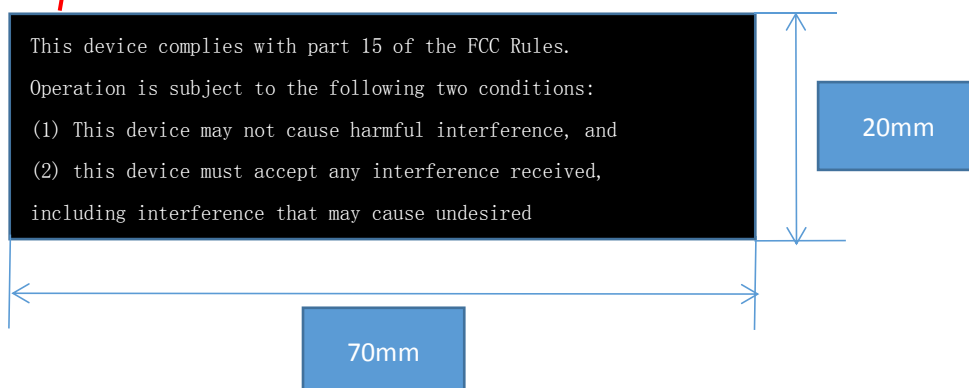 This device complies with part 15 of the FCC Rules.
Operation is subject to the following two conditions:
(1) This device may not cause harmful interference, and
(2) this device must accept any interference received,
including interference that may cause undesired
20mm
70mm